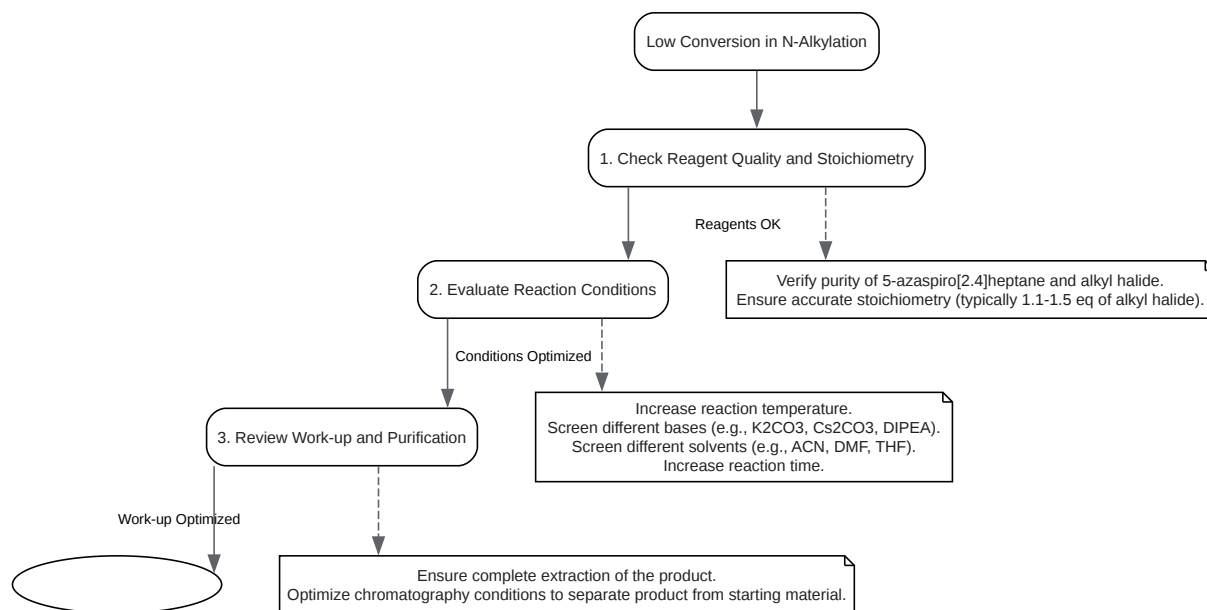 Low Conversion in N-Alkylation
1. Check Reagent Quality and Stoichiometry
Reagents OK
2. Evaluate Reaction Conditions
Verify purity of 5-azaspiro[2.4]heptane and alkyl halide.
Ensure accurate stoichiometry (typically 1.1-1.5 eq of alkyl halide).
Conditions Optimized
3. Review Work-up and Purification
Increase reaction temperature.
Screen different bases (e.g., K2CO3, Cs2CO3, DIPEA).
Screen different solvents (e.g., ACN, DMF, THF).
Increase reaction time.
Work-up Optimized
Ensure complete extraction of the product.
Optimize chromatography conditions to separate product from starting material.